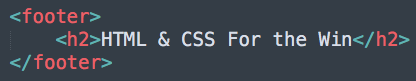 <footer>
    <h2>HTML & CSS For the Win</h2>
</footer>